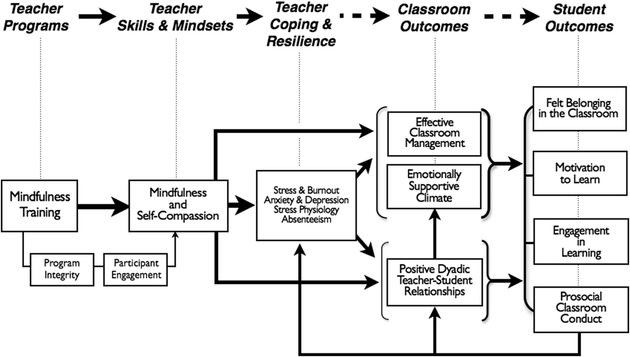 Teacher
Programs
Teacher
Skills & Mindsets
Teacher
Coping &
Resilience
Classroom
Outcomes
Student
Outcomes
Mindfulness
Training
Program
Integrity
Participant
Engagement
Mindfulness and
Self-Compassion
Stress & Burnout
Anxiety & Depression
Stress Physiology
Absenteeism
Effective
Classroom
Management
Emotionally
Supportive
Climate
Positive Dyadic
Teacher-Student
Relationships
Felt Belonging
in the Classroom
Motivation
to Learn
Engagement
in
Learning
Prosocial
Classroom
Conduct